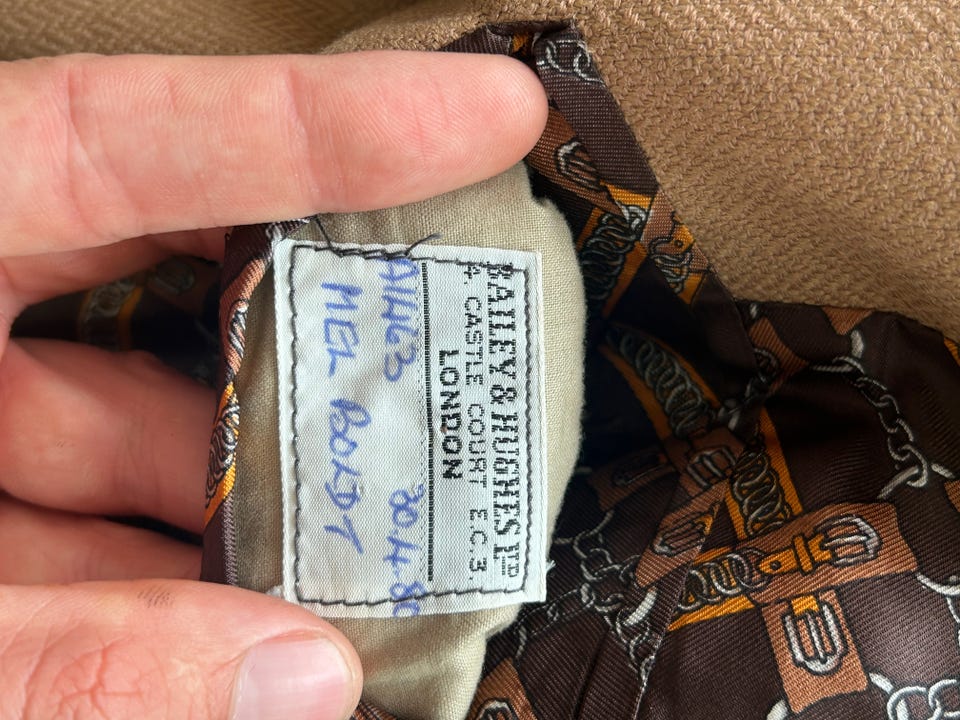 BAILEY & HUGHES LTD
4. CASTLE COURT E.C.3.
LONDON
A1463 30.4.80
MEL BOLDT